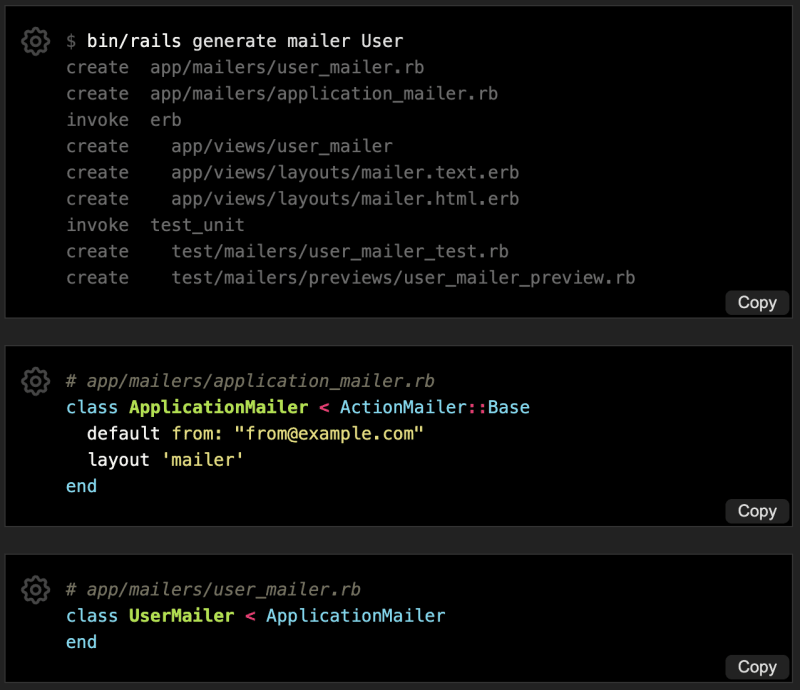 $ bin/rails generate mailer User
create  app/mailers/user_mailer.rb
create  app/mailers/application_mailer.rb
invoke  erb
create    app/views/user_mailer
create    app/views/layouts/mailer.text.erb
create    app/views/layouts/mailer.html.erb
invoke  test_unit
create    test/mailers/user_mailer_test.rb
create    test/mailers/previews/user_mailer_preview.rb
Copy
# app/mailers/application_mailer.rb
class ApplicationMailer < ActionMailer::Base
  default from: "from@example.com"
  layout 'mailer'
end
Copy
# app/mailers/user_mailer.rb
class UserMailer < ApplicationMailer
end
Copy